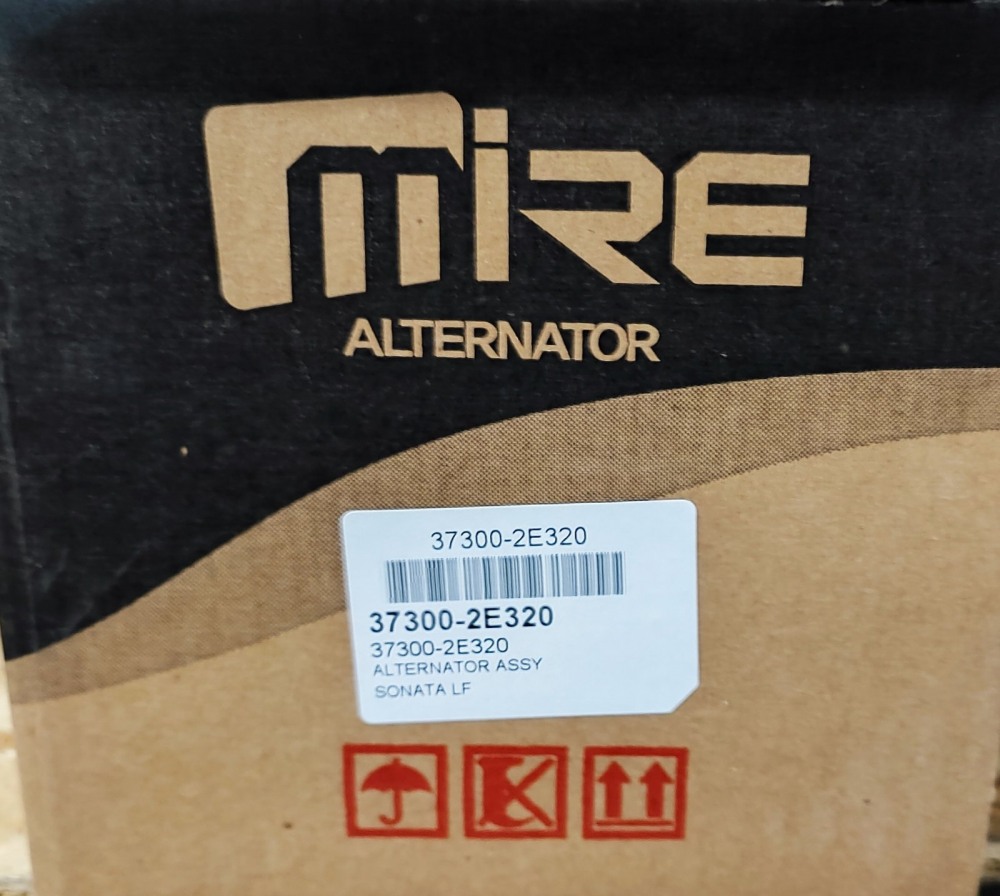 MiRE
ALTERNATOR
37300-2E320
37300-2E320
37300-2E320
ALTERNATOR ASSY
SONATA LF